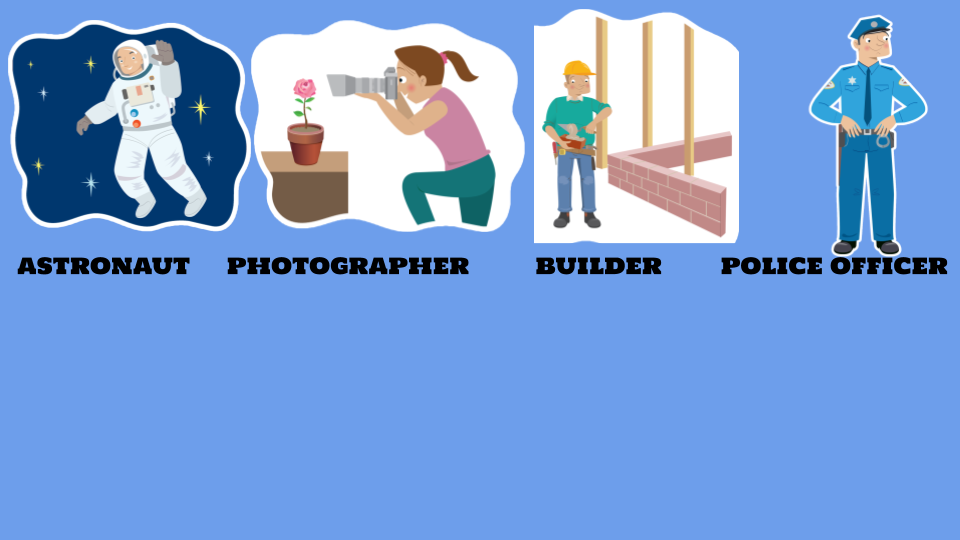 ASTRONAUT PHOTOGRAPHER BUILDER POLICE OFFICER